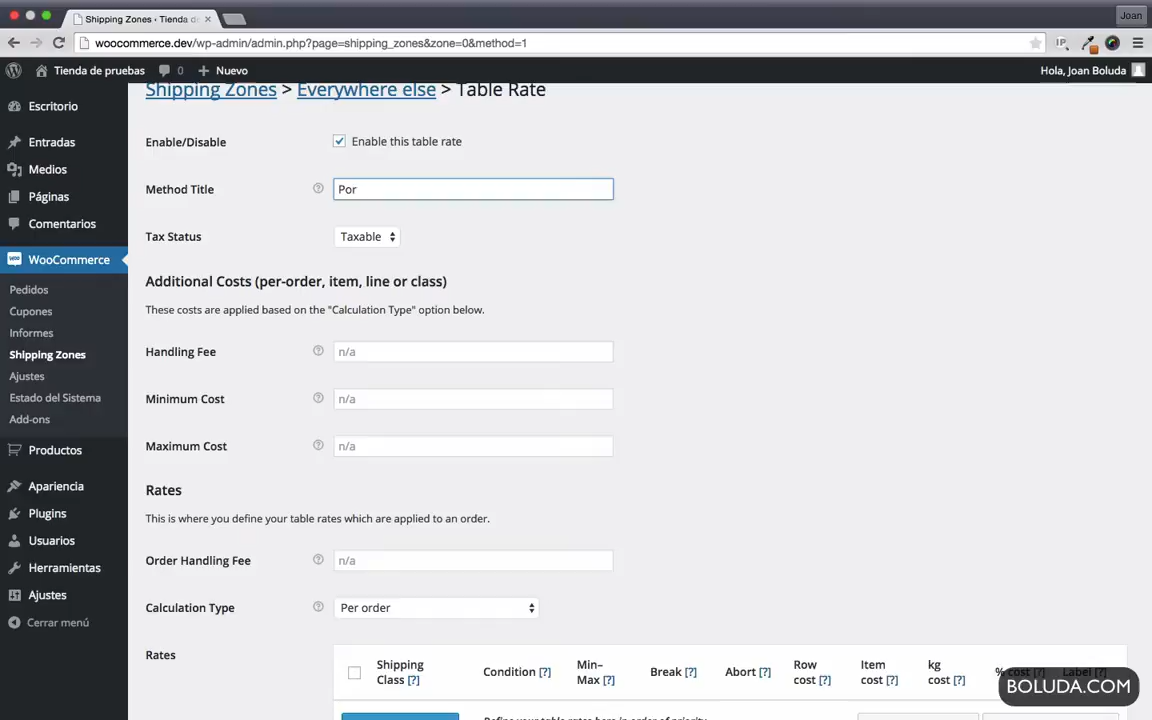 Shipping Zones ‹ Tienda de
Joan
woocommerce.dev/wp-admin/admin.php?page=shipping_zones&zone=0&method=1
Tienda de pruebas 0 Nuevo
Hola, Joan Boluda
Shipping Zones > Everywhere else > Table Rate
Escritorio
Entradas
Medios
Páginas
Comentarios
WooCommerce
Pedidos
Cupones
Informes
Shipping Zones
Ajustes
Estado del Sistema
Add-ons
Productos
Apariencia
Plugins
Usuarios
Herramientas
Ajustes
Cerrar menú
Enable/Disable Enable this table rate
Method Title Por
Tax Status Taxable
Additional Costs (per-order, item, line or class)
These costs are applied based on the "Calculation Type" option below.
Handling Fee n/a
Minimum Cost n/a
Maximum Cost n/a
Rates
This is where you define your table rates which are applied to an order.
Order Handling Fee n/a
Calculation Type Per order
Rates
Shipping Class [?]
Condition [?]
Min–Max [?]
Break [?]
Abort [?]
Row cost [?]
Item cost [?]
kg cost [?]
% cost [?]
Label [?]
BOLUDA.COM